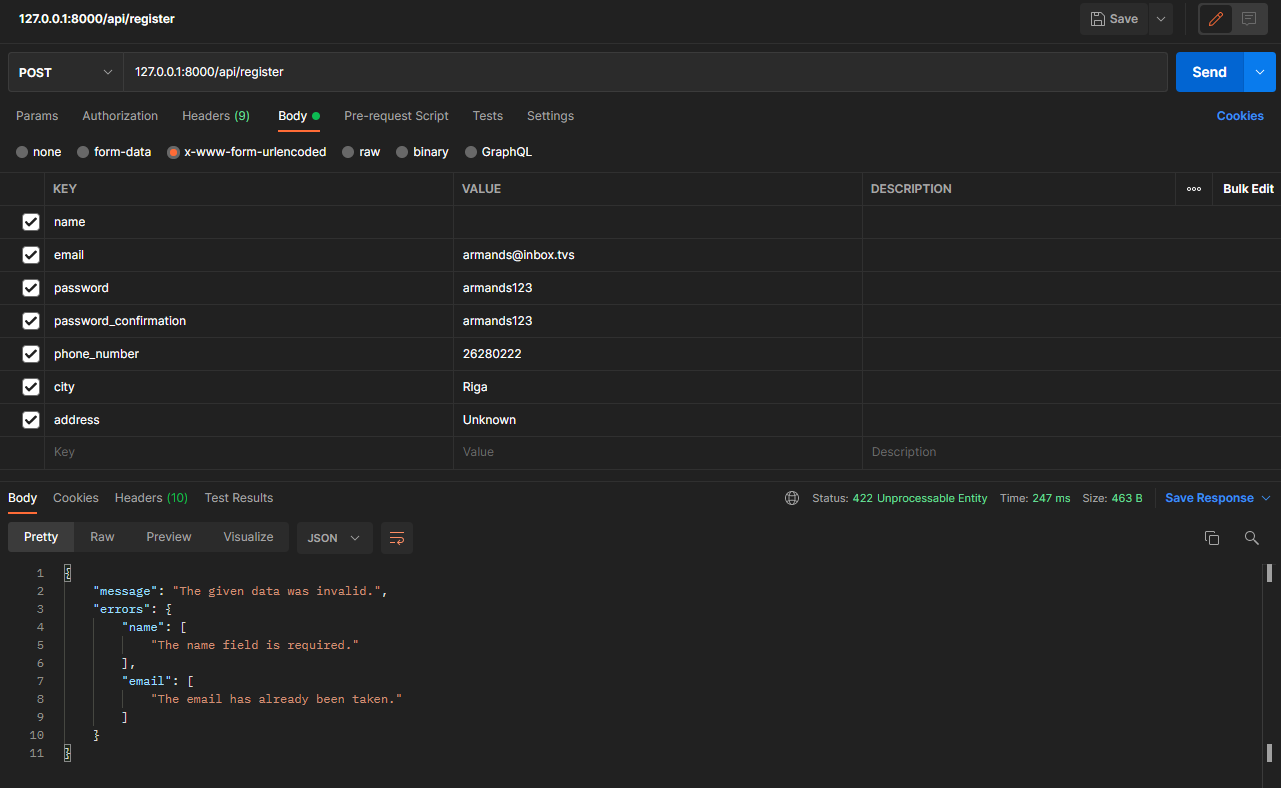 127.0.0.1:8000/api/register Save
POST 127.0.0.1:8000/api/register Send
Params Authorization Headers (9) Body Pre-request Script Tests Settings Cookies
none form-data x-www-form-urlencoded raw binary GraphQL
KEY VALUE DESCRIPTION Bulk Edit
name
email armands@inbox.tvs
password armands123
password_confirmation armands123
phone_number 26280222
city Riga
address Unknown
Key Value Description
Body Cookies Headers (10) Test Results Status: 422 Unprocessable Entity Time: 247 ms Size: 463 B Save Response
Pretty Raw Preview Visualize JSON
1 {
2 "message": "The given data was invalid.",
3 "errors": {
4 "name": [
5 "The name field is required."
6 ],
7 "email": [
8 "The email has already been taken."
9 ]
10 }
11 }